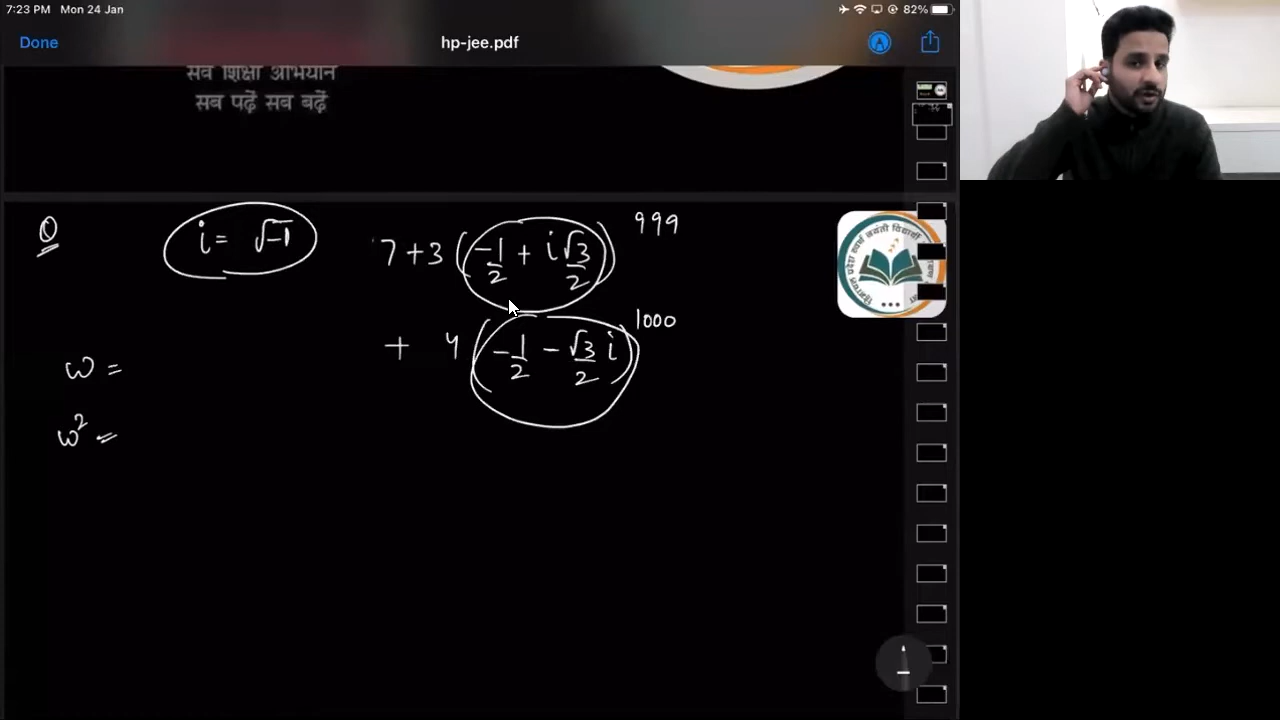 7:23 PM Mon 24 Jan
82%
Done
hp-jee.pdf
सर्व शिक्षा अभियान
सब पढ़ें सब बढ़ें
Q
i = √-1
7 + 3 (-1/2 + i √3/2)^999
+ 4 (-1/2 - √3/2 i)^1000
ω =
ω² =